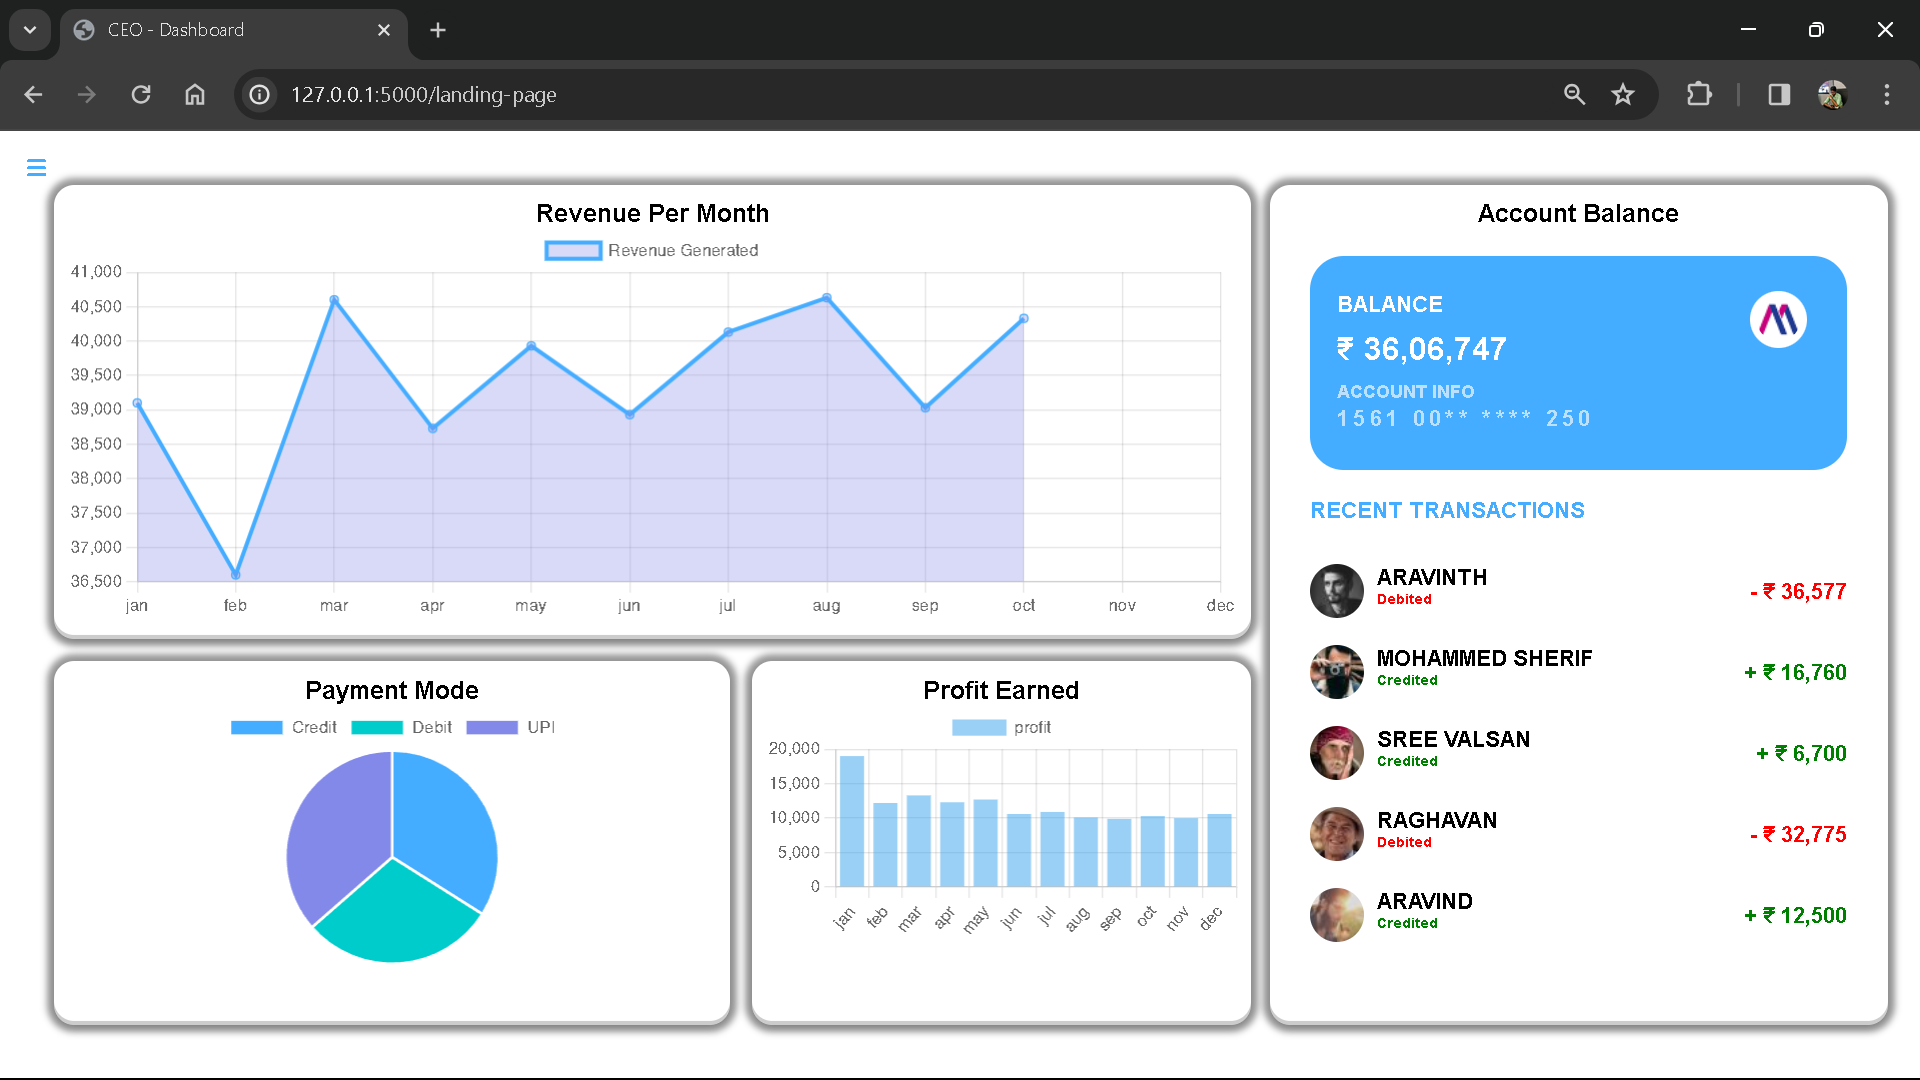 CEO - Dashboard
127.0.0.1:5000/landing-page
Revenue Per Month
Revenue Generated
41,000
40,500
40,000
39,500
39,000
38,500
38,000
37,500
37,000
36,500
jan feb mar apr may jun jul aug sep oct nov dec
Payment Mode
Credit Debit UPI
Profit Earned
profit
20,000
15,000
10,000
5,000
0
jan feb mar apr may jun jul aug sep oct nov dec
Account Balance
BALANCE
₹ 36,06,747
ACCOUNT INFO
1561 00** **** 250
RECENT TRANSACTIONS
ARAVINTH
Debited
- ₹ 36,577
MOHAMMED SHERIF
Credited
+ ₹ 16,760
SREE VALSAN
Credited
+ ₹ 6,700
RAGHAVAN
Debited
- ₹ 32,775
ARAVIND
Credited
+ ₹ 12,500